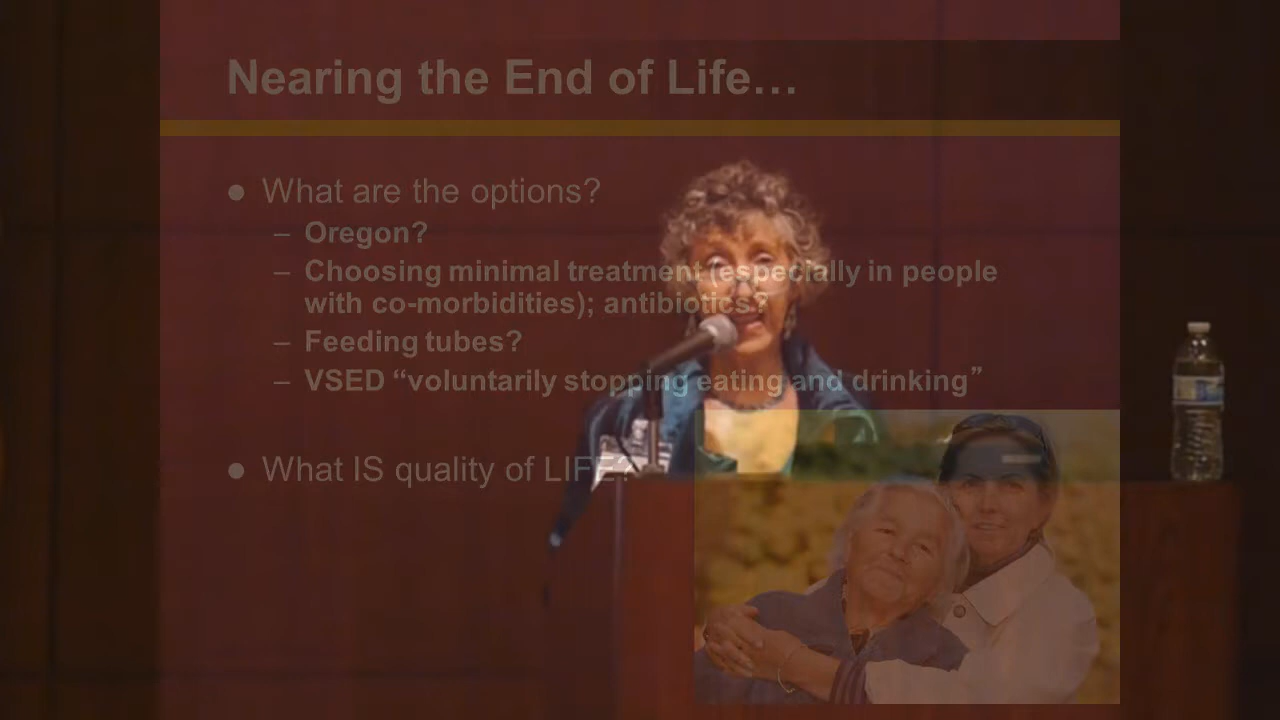 Nearing the End of Life…
● What are the options?
– Oregon?
– Choosing minimal treatment (especially in people
with co-morbidities); antibiotics?
– Feeding tubes?
– VSED “voluntarily stopping eating and drinking”
● What IS quality of LIFE?